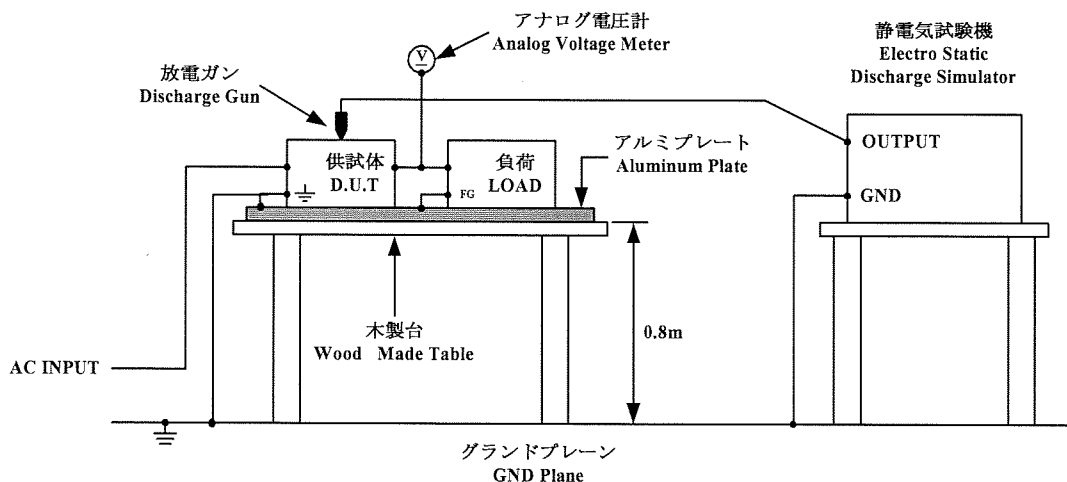 アナログ電圧計
Analog Voltage Meter
V
静電気試験機
Electro Static
Discharge Simulator
放電ガン
Discharge Gun
アルミプレート
Aluminum Plate
OUTPUT
供試体
D.U.T
負荷
LOAD
FG
GND
木製台
Wood Made Table
0.8m
AC INPUT
グランドプレーン
GND Plane